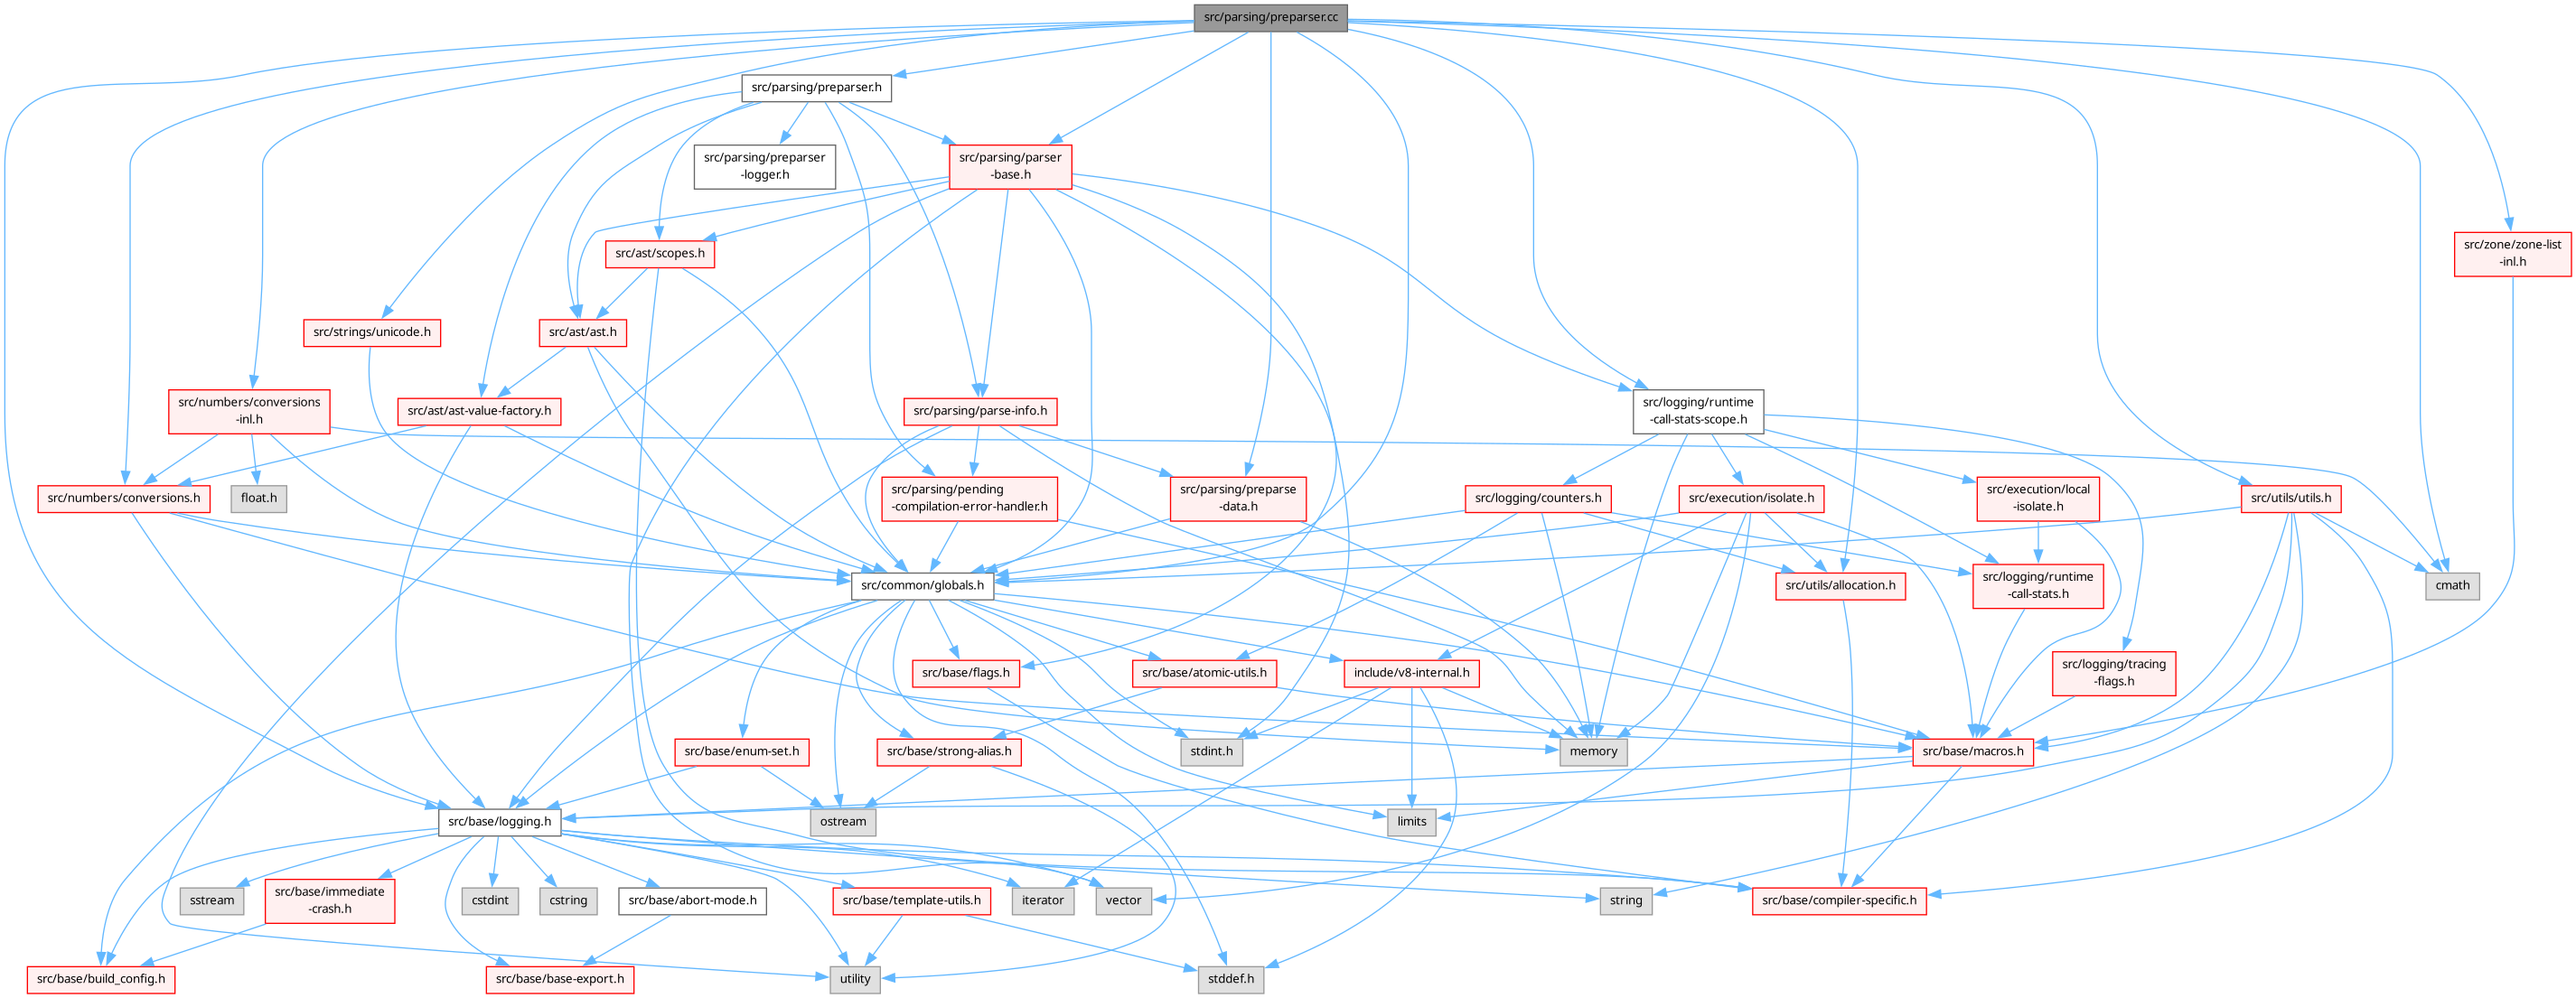 src/parsing/preparser.cc
src/parsing/preparser.h
src/parsing/preparser
-logger.h
src/parsing/parser
-base.h
src/ast/scopes.h
src/zone/zone-list
-inl.h
src/strings/unicode.h
src/ast/ast.h
src/numbers/conversions
-inl.h
src/ast/ast-value-factory.h
src/parsing/parse-info.h
src/logging/runtime
-call-stats-scope.h
src/numbers/conversions.h
float.h
src/parsing/pending
-compilation-error-handler.h
src/parsing/preparse
-data.h
src/logging/counters.h
src/execution/isolate.h
src/execution/local
-isolate.h
src/utils/utils.h
src/common/globals.h
src/utils/allocation.h
src/logging/runtime
-call-stats.h
cmath
src/base/flags.h
src/base/atomic-utils.h
include/v8-internal.h
src/logging/tracing
-flags.h
src/base/enum-set.h
src/base/strong-alias.h
stdint.h
memory
src/base/macros.h
src/base/logging.h
ostream
limits
sstream
src/base/immediate
-crash.h
cstdint
cstring
src/base/abort-mode.h
src/base/template-utils.h
iterator
vector
string
src/base/compiler-specific.h
src/base/build_config.h
src/base/base-export.h
utility
stddef.h